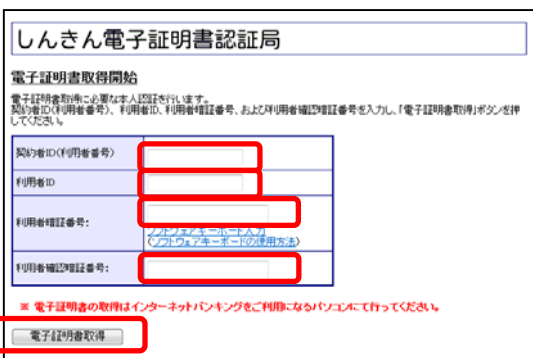 しんきん電子証明書認証局
電子証明書取得開始
電子証明書取得に必要な本人認証を行います。
契約者ID(利用者番号)、利用者ID、利用者暗証番号、および利用者確認暗証番号を入力し、「電子証明書取得」ボタンを押
してください。
契約者ID(利用者番号)
利用者ID
利用者暗証番号:
ソフトウェアキーボード入力
(ソフトウェアキーボードの使用方法)
利用者確認暗証番号:
※ 電子証明書の取得はインターネットバンキングをご利用になるパソコンにて行ってください。
電子証明書取得